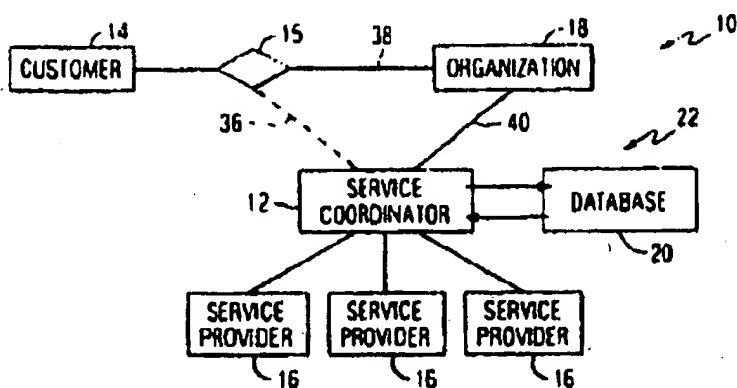 14
15
18
10
CUSTOMER
38
ORGANIZATION
36
40
22
12
SERVICE
COORDINATOR
DATABASE
20
SERVICE
PROVIDER
SERVICE
PROVIDER
SERVICE
PROVIDER
16
16
16